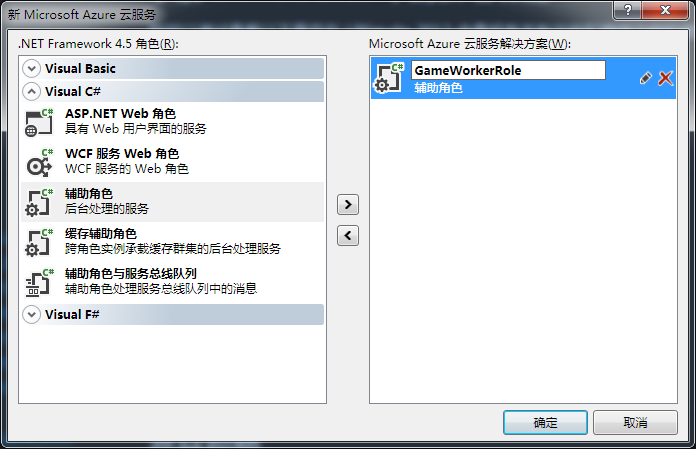 新 Microsoft Azure 云服务
.NET Framework 4.5 角色(R):
Visual Basic
Visual C#
C#
ASP.NET Web 角色
具有 Web 用户界面的服务
C#
WCF 服务 Web 角色
WCF 服务的 Web 角色
C#
辅助角色
后台处理的服务
C#
缓存辅助角色
跨角色实例承载缓存群集的后台处理服务
C#
辅助角色与服务总线队列
辅助角色处理服务总线队列中的消息
Visual F#
Microsoft Azure 云服务解决方案(W):
C#
GameWorkerRole
辅助角色
确定
取消